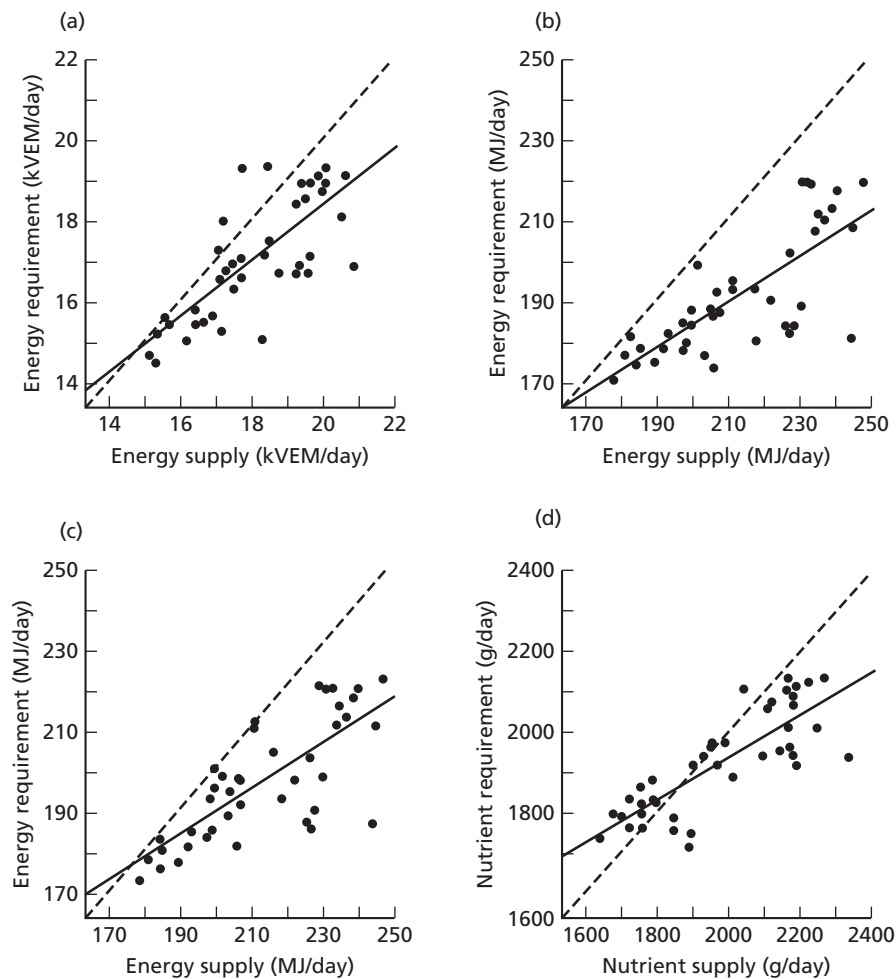 (a)
22
20
18
16
14
Energy requirement (kVEM/day)
14 16 18 20 22
Energy supply (kVEM/day)
(b)
250
230
210
190
170
Energy requirement (MJ/day)
170 190 210 230 250
Energy supply (MJ/day)
(c)
250
230
210
190
170
Energy requirement (MJ/day)
170 190 210 230 250
Energy supply (MJ/day)
(d)
2400
2200
2000
1800
1600
Nutrient requirement (g/day)
1600 1800 2000 2200 2400
Nutrient supply (g/day)